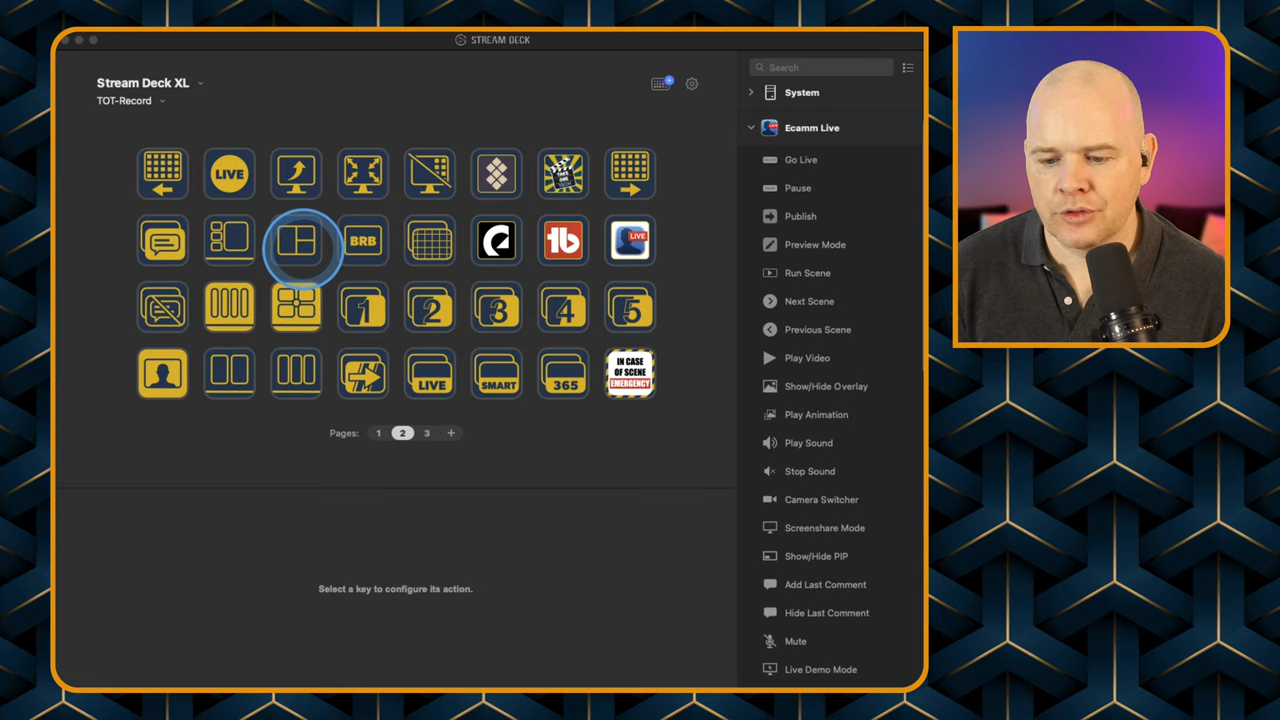 STREAM DECK
Stream Deck XL
TOT-Record
LIVE
TAKE ONE TECH
BRB
tb
LIVE
1
2
3
4
5
LIVE
SMART
365
IN CASE
OF SCENE
EMERGENCY
Pages: 1 2 3 +
Select a key to configure its action.
Search
System
Ecamm Live
Go Live
Pause
Publish
Preview Mode
Run Scene
Next Scene
Previous Scene
Play Video
Show/Hide Overlay
Play Animation
Play Sound
Stop Sound
Camera Switcher
Screenshare Mode
Show/Hide PIP
Add Last Comment
Hide Last Comment
Mute
Live Demo Mode